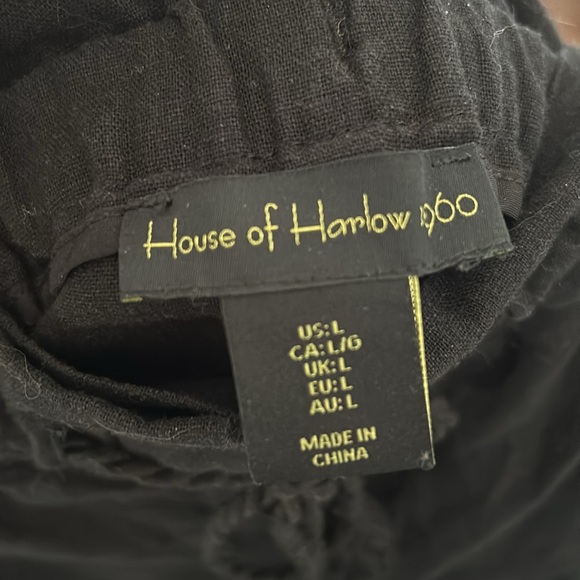 House of Harlow 1960
US: L
CA: L/G
UK: L
EU: L
AU: L
MADE IN
CHINA